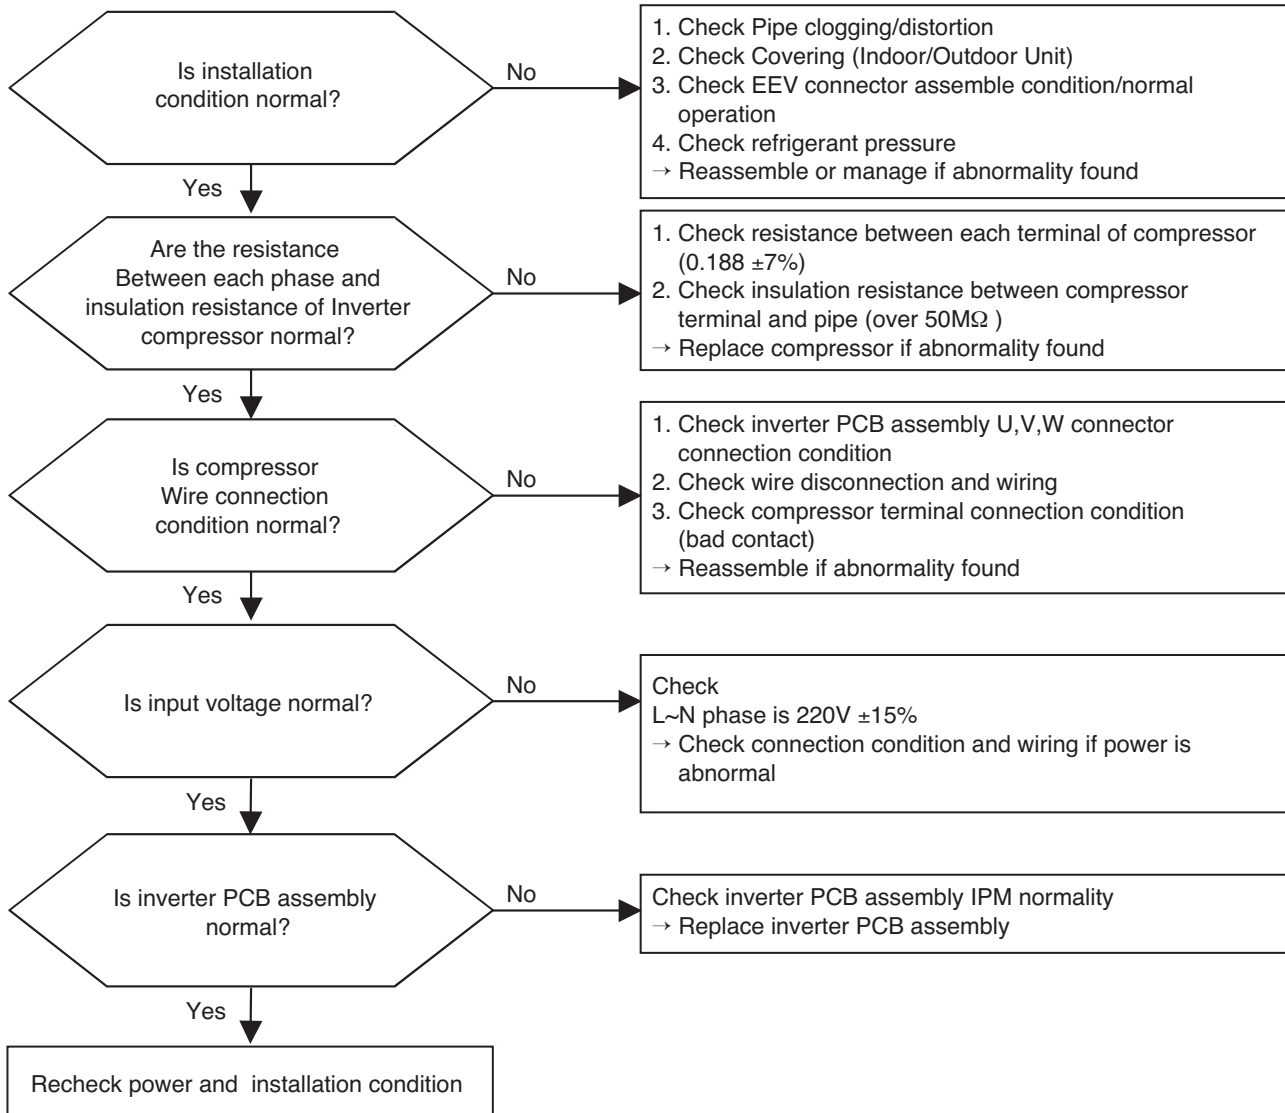 Is installation
condition normal?
No
1. Check Pipe clogging/distortion
2. Check Covering (Indoor/Outdoor Unit)
3. Check EEV connector assemble condition/normal
operation
4. Check refrigerant pressure
→ Reassemble or manage if abnormality found
Yes
Are the resistance
Between each phase and
insulation resistance of Inverter
compressor normal?
No
1. Check resistance between each terminal of compressor
(0.188 ±7%)
2. Check insulation resistance between compressor
terminal and pipe (over 50MΩ )
→ Replace compressor if abnormality found
Yes
Is compressor
Wire connection
condition normal?
No
1. Check inverter PCB assembly U,V,W connector
connection condition
2. Check wire disconnection and wiring
3. Check compressor terminal connection condition
(bad contact)
→ Reassemble if abnormality found
Yes
Is input voltage normal?
No
Check
L~N phase is 220V ±15%
→ Check connection condition and wiring if power is
abnormal
Yes
Is inverter PCB assembly
normal?
No
Check inverter PCB assembly IPM normality
→ Replace inverter PCB assembly
Yes
Recheck power and  installation condition